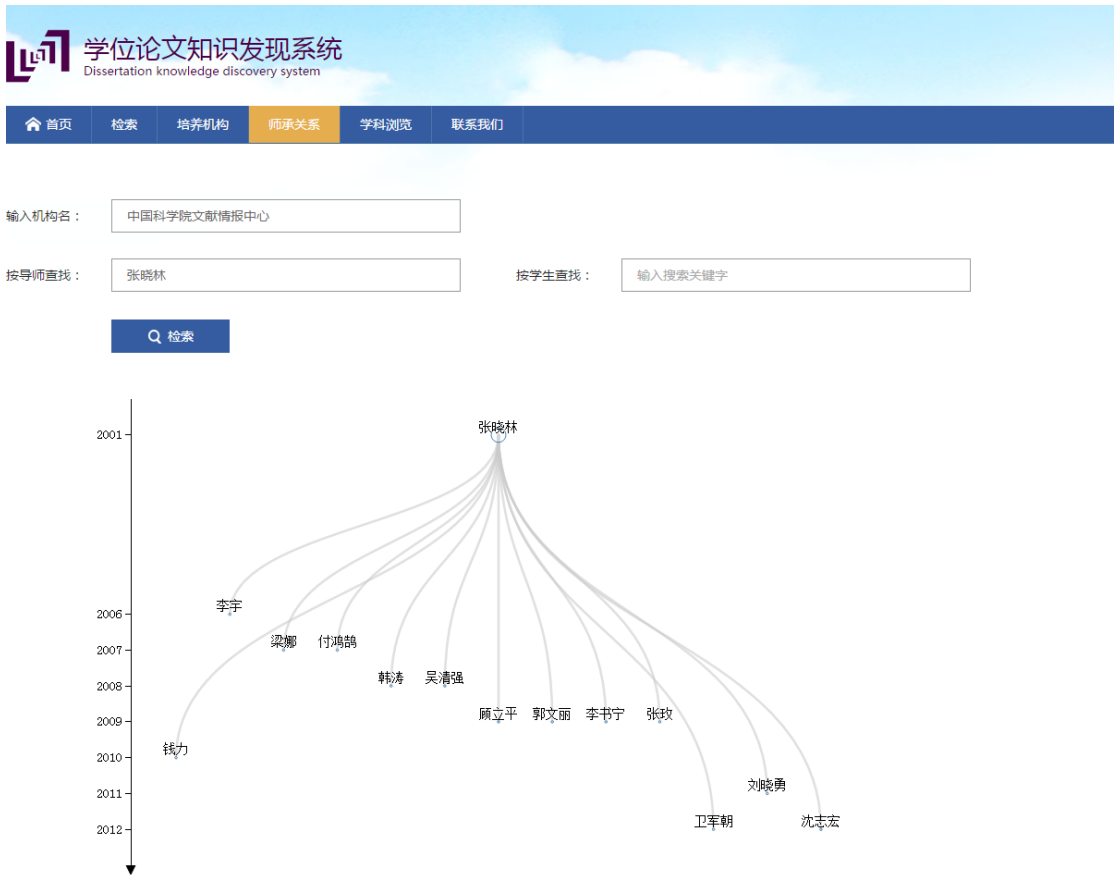 学位论文知识发现系统
Dissertation knowledge discovery system
首页 检索 培养机构 师承关系 学科浏览 联系我们
输入机构名： 中国科学院文献情报中心
按导师查找： 张晓林 按学生查找： 输入搜索关键字
检索
张晓林
2001
李宇
2006
梁娜 付鸿鹄
2007
韩涛 吴清强
2008
顾立平 郭文丽 李书宁 张玫
2009
钱力
2010
刘晓勇
2011
卫军朝 沈志宏
2012